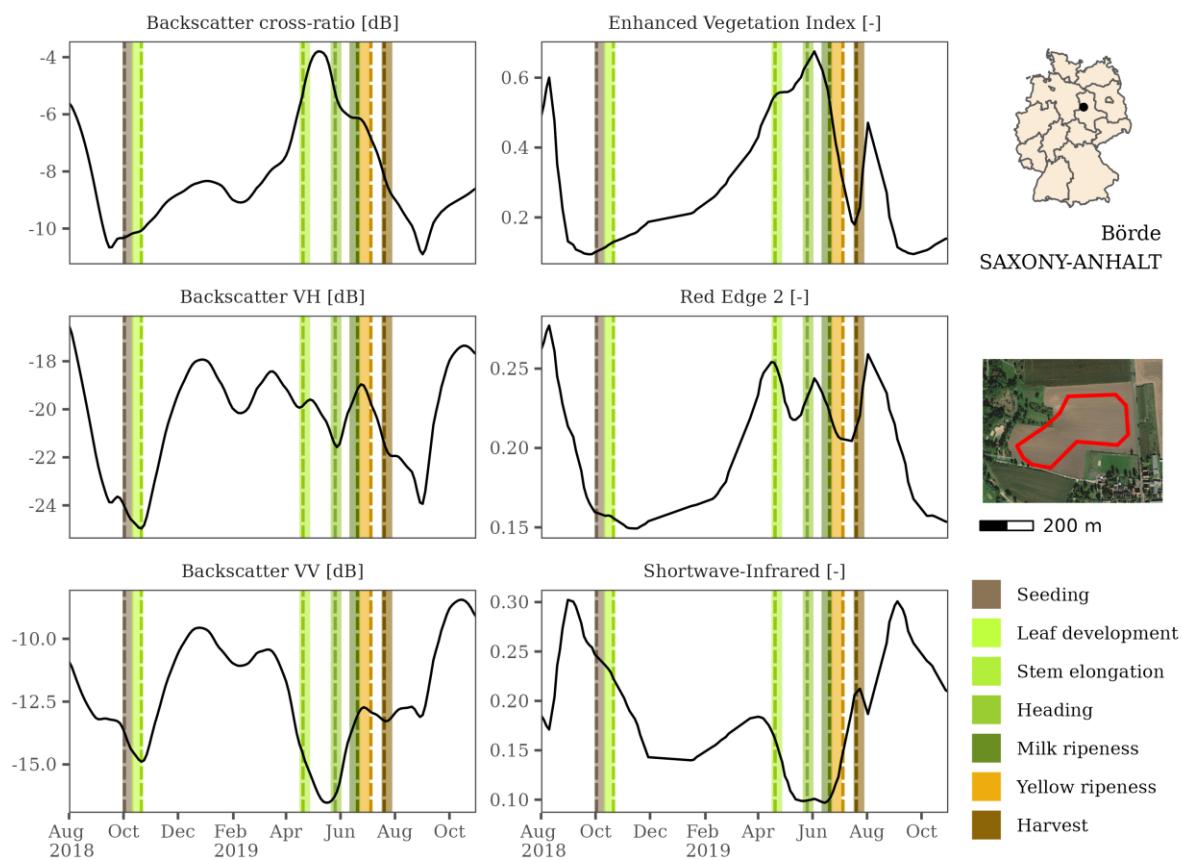 Backscatter cross-ratio [dB]
-4
-6
-8
-10
Enhanced Vegetation Index [-]
0.6
0.4
0.2
Börde
SAXONY-ANHALT
Backscatter VH [dB]
-18
-20
-22
-24
Red Edge 2 [-]
0.25
0.20
0.15
200 m
Backscatter VV [dB]
-10.0
-12.5
-15.0
Aug Oct Dec Feb Apr Jun Aug Oct
2018 2019
Shortwave-Infrared [-]
0.30
0.25
0.20
0.15
0.10
Aug Oct Dec Feb Apr Jun Aug Oct
2018 2019
Seeding
Leaf development
Stem elongation
Heading
Milk ripeness
Yellow ripeness
Harvest